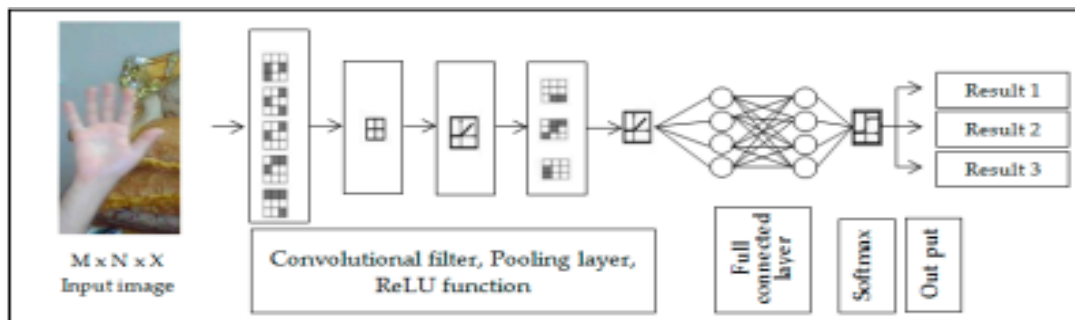 Result 1
Result 2
Result 3
M x N x X
Input image
Convolutional filter, Pooling layer,
ReLU function
Full
connected
layer
Softmax
Out put